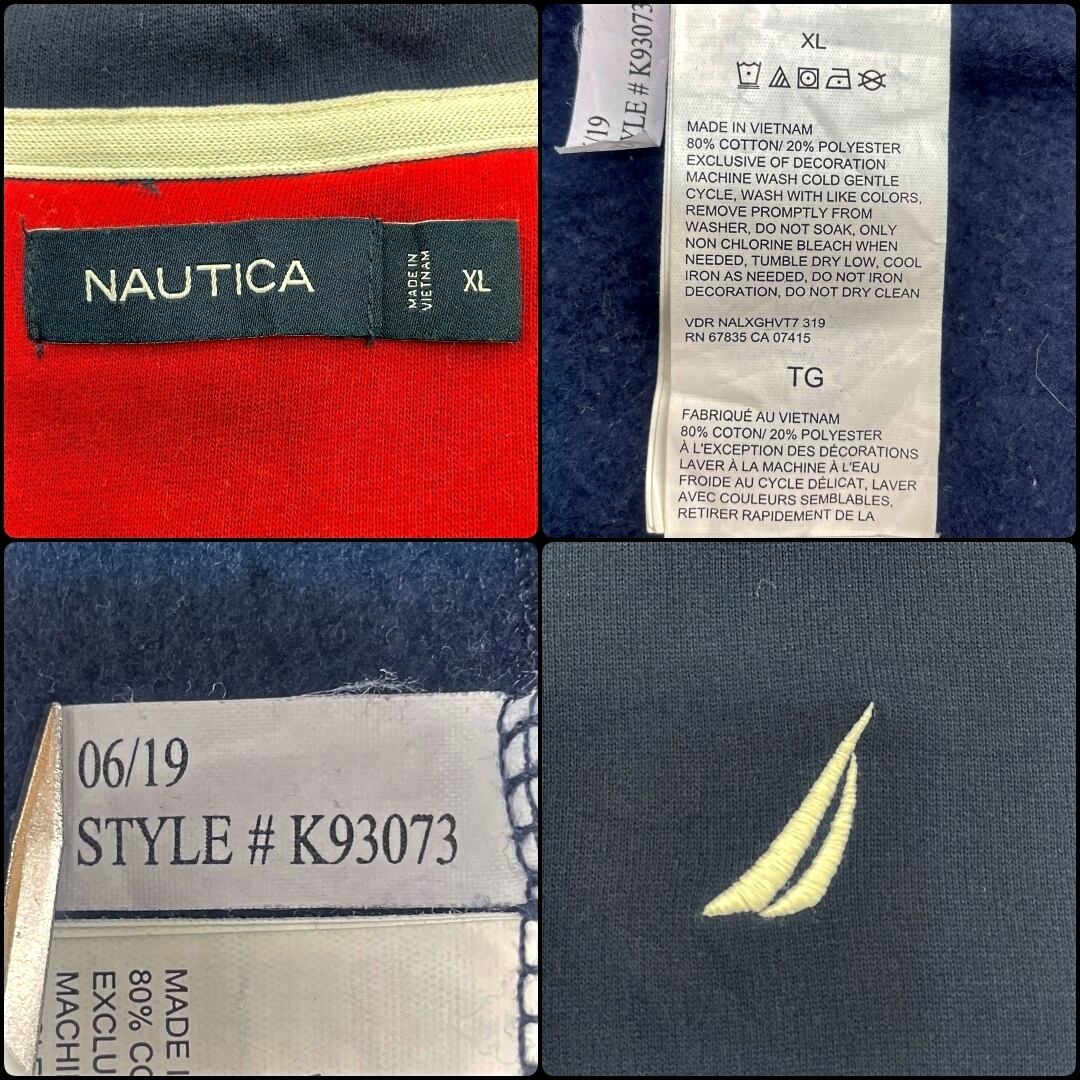 NAUTICA
MADE IN
VIETNAM
XL
/19
YLE # K93073
XL
MADE IN VIETNAM
80% COTTON/ 20% POLYESTER
EXCLUSIVE OF DECORATION
MACHINE WASH COLD GENTLE
CYCLE, WASH WITH LIKE COLORS,
REMOVE PROMPTLY FROM
WASHER, DO NOT SOAK, ONLY
NON CHLORINE BLEACH WHEN
NEEDED, TUMBLE DRY LOW, COOL
IRON AS NEEDED, DO NOT IRON
DECORATION, DO NOT DRY CLEAN
VDR NALXGHVT7 319
RN 67835 CA 07415
TG
FABRIQUÉ AU VIETNAM
80% COTON/ 20% POLYESTER
À L'EXCEPTION DES DÉCORATIONS
LAVER À LA MACHINE À L'EAU
FROIDE AU CYCLE DÉLICAT, LAVER
AVEC COULEURS SEMBLABLES,
RETIRER RAPIDEMENT DE LA
06/19
STYLE # K93073
MADE I
80% CO
EXCLU
MACHI